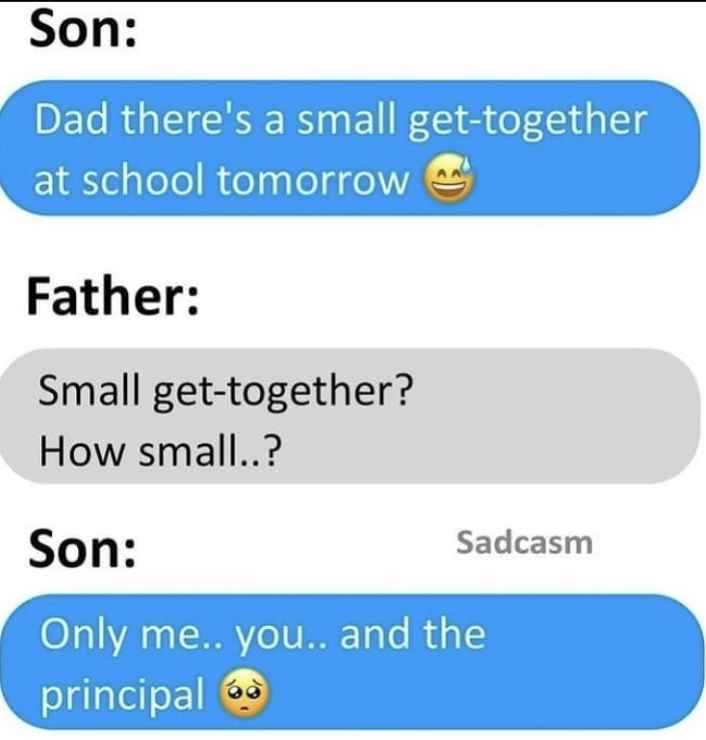 Son:
Dad there's a small get-together
at school tomorrow 😅
Father:
Small get-together?
How small..?
Son:
Sadcasm
Only me.. you.. and the
principal 🥺